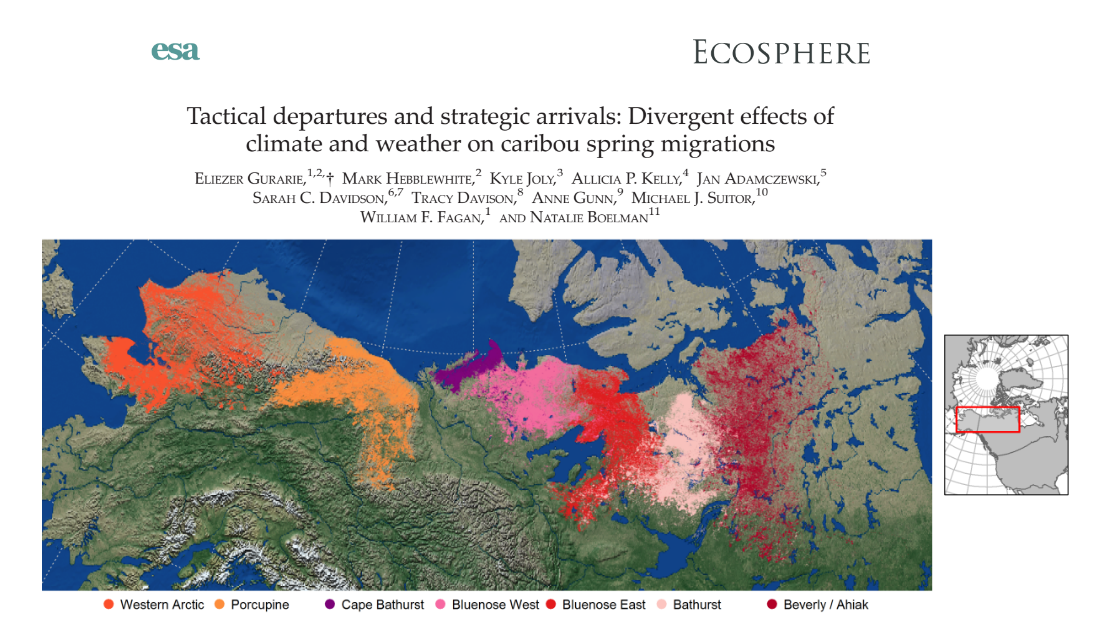 esa
ECOSPHERE
Tactical departures and strategic arrivals: Divergent effects of
climate and weather on caribou spring migrations
ELIEZER GURARIE,1,2,† MARK HEBBLEWHITE,2 KYLE JOLY,3 ALLICIA P. KELLY,4 JAN ADAMCZEWSKI,5
SARAH C. DAVIDSON,6,7 TRACY DAVISON,8 ANNE GUNN,9 MICHAEL J. SUITOR,10
WILLIAM F. FAGAN,1 AND NATALIE BOELMAN11
Western Arctic Porcupine Cape Bathurst Bluenose West Bluenose East Bathurst Beverly / Ahiak